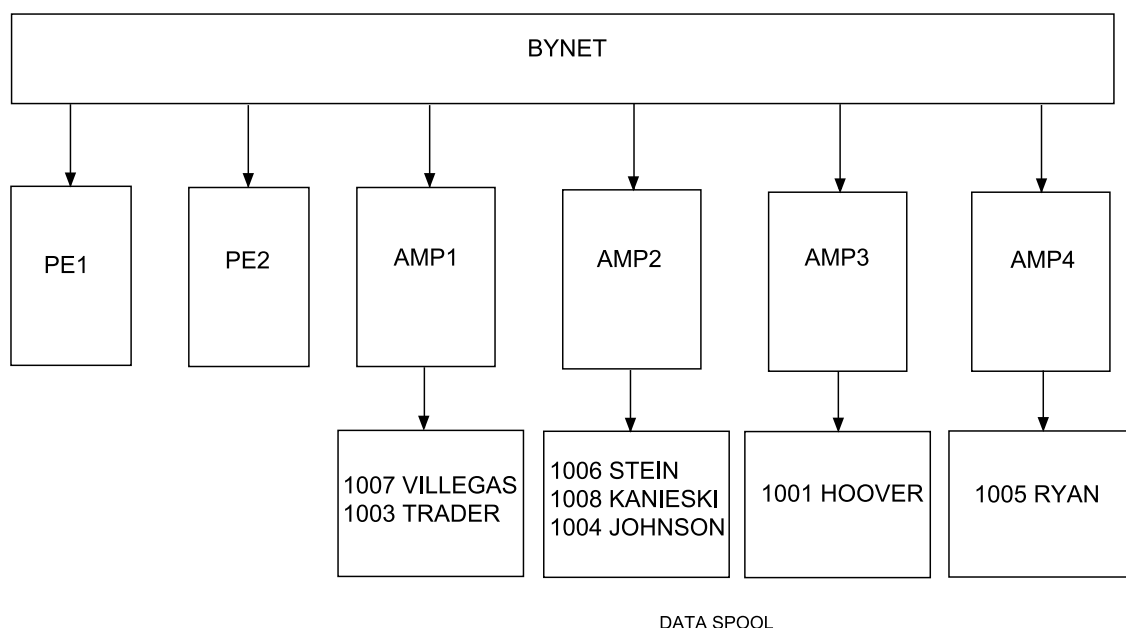 BYNET
PE1
PE2
AMP1
AMP2
AMP3
AMP4
1007 VILLEGAS
1003 TRADER
1006 STEIN
1008 KANIESKI
1004 JOHNSON
1001 HOOVER
1005 RYAN
DATA SPOOL